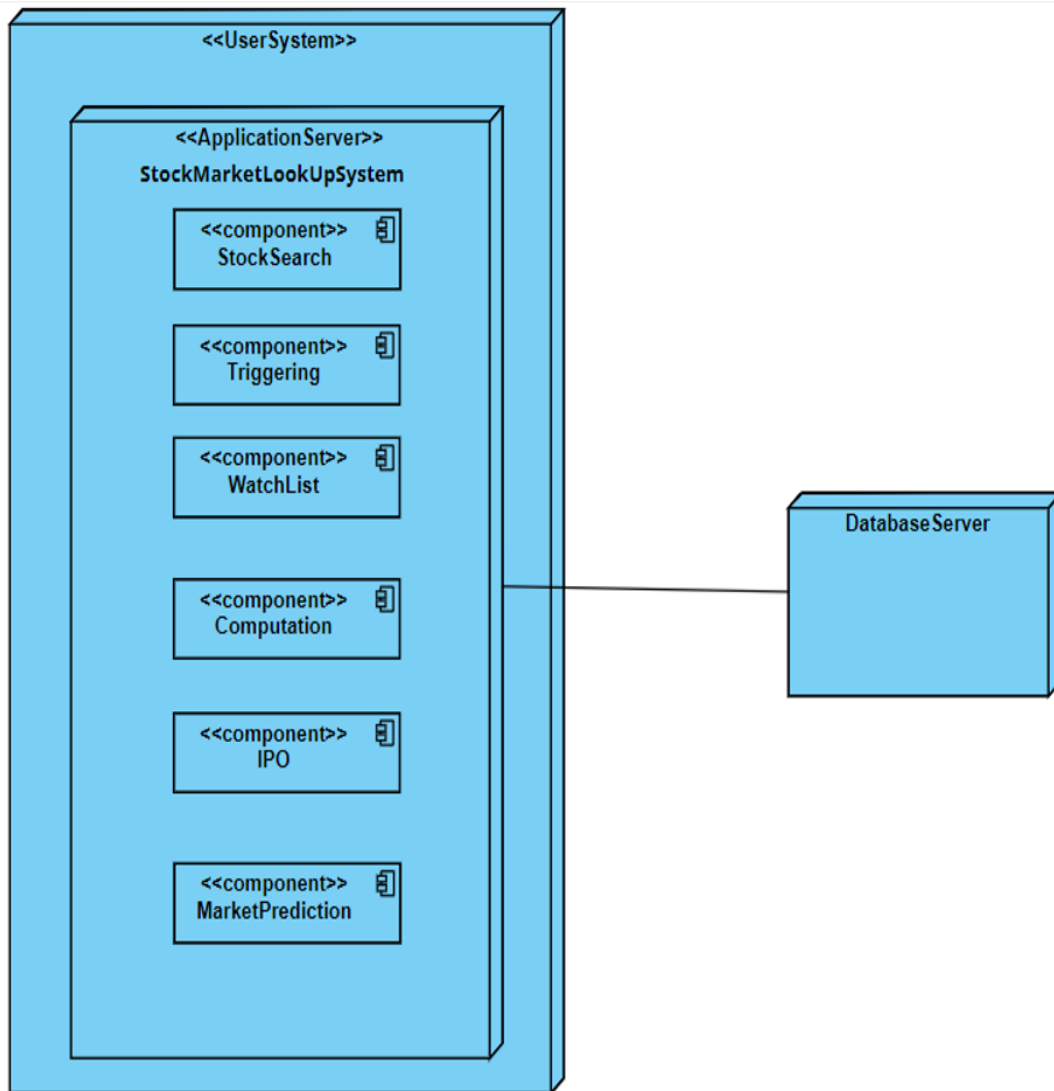 <<UserSystem>>
<<ApplicationServer>>
StockMarketLookUpSystem
<<component>>
StockSearch
<<component>>
Triggering
<<component>>
WatchList
<<component>>
Computation
<<component>>
IPO
<<component>>
MarketPrediction
DatabaseServer